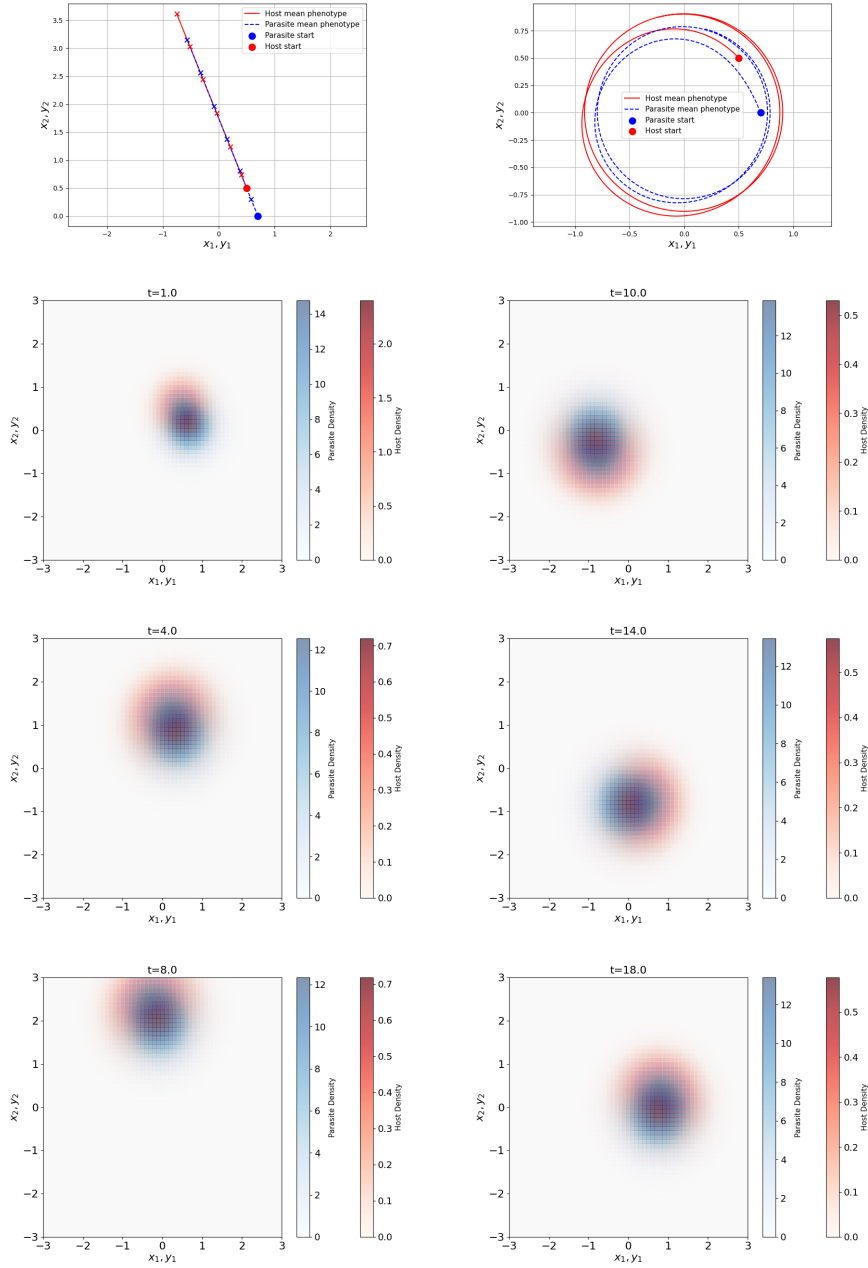 Host mean phenotype
Parasite mean phenotype
Parasite start
Host start
3.5
3.0
2.5
2.0
1.5
1.0
0.5
0.0
x₂, y₂
−2 −1 0 1 2
x₁, y₁
0.75
0.50
0.25
0.00
−0.25
−0.50
−0.75
−1.00
x₂, y₂
Host mean phenotype
Parasite mean phenotype
Parasite start
Host start
−1.0 −0.5 0.0 0.5 1.0
x₁, y₁
t=1.0
3
2
1
0
−1
−2
−3
x₂, y₂
−3 −2 −1 0 1 2 3
x₁, y₁
14
12
10
8
6
4
2
0
Parasite Density
2.0
1.5
1.0
0.5
0.0
Host Density
t=10.0
3
2
1
0
−1
−2
−3
x₂, y₂
−3 −2 −1 0 1 2 3
x₁, y₁
12
10
8
6
4
2
0
Parasite Density
0.5
0.4
0.3
0.2
0.1
0.0
Host Density
t=4.0
3
2
1
0
−1
−2
−3
x₂, y₂
−3 −2 −1 0 1 2 3
x₁, y₁
12
10
8
6
4
2
0
Parasite Density
0.7
0.6
0.5
0.4
0.3
0.2
0.1
0.0
Host Density
t=14.0
3
2
1
0
−1
−2
−3
x₂, y₂
−3 −2 −1 0 1 2 3
x₁, y₁
12
10
8
6
4
2
0
Parasite Density
0.5
0.4
0.3
0.2
0.1
0.0
Host Density
t=8.0
3
2
1
0
−1
−2
−3
x₂, y₂
−3 −2 −1 0 1 2 3
x₁, y₁
12
10
8
6
4
2
0
Parasite Density
0.7
0.6
0.5
0.4
0.3
0.2
0.1
0.0
Host Density
t=18.0
3
2
1
0
−1
−2
−3
x₂, y₂
−3 −2 −1 0 1 2 3
x₁, y₁
12
10
8
6
4
2
0
Parasite Density
0.5
0.4
0.3
0.2
0.1
0.0
Host Density